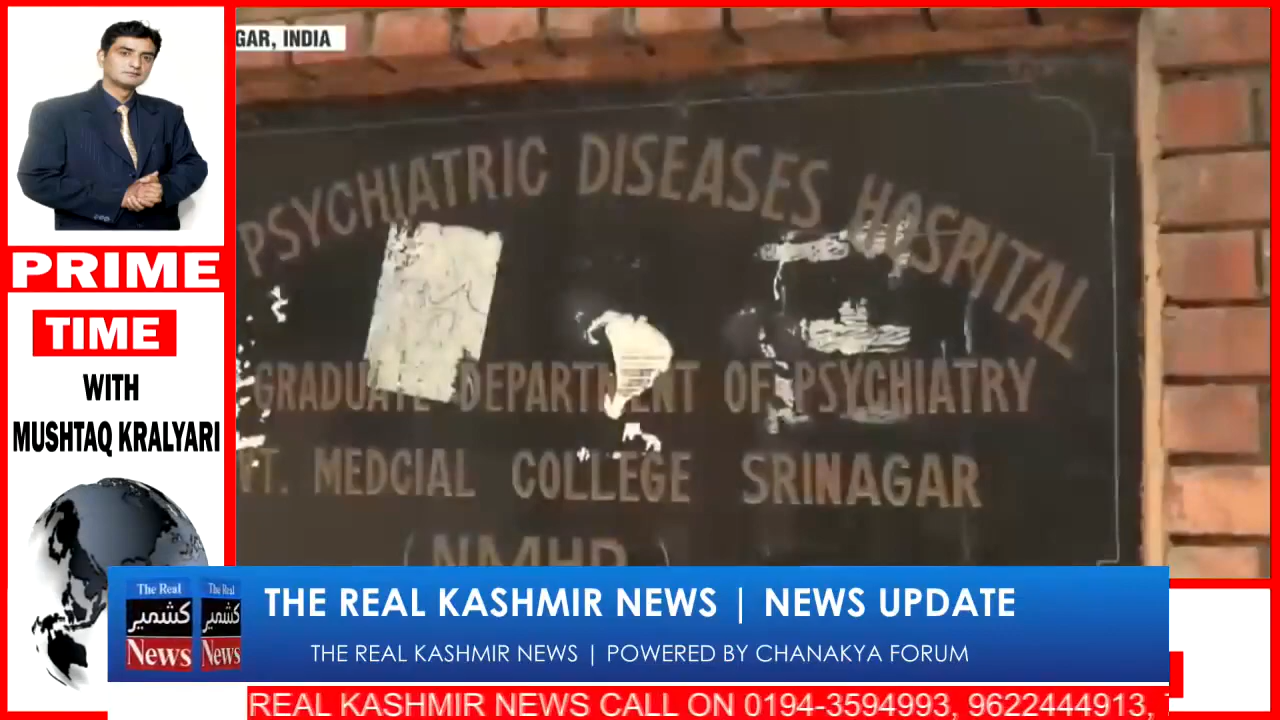 GAR, INDIA
PSYCHIATRIC DISEASES HOSPITAL
GRADUATE DEPARTMENT OF PSYCHIATRY
VT. MEDCIAL COLLEGE SRINAGAR
(NMHP)
PRIME
TIME
WITH
MUSHTAQ KRALYARI
The Real
کشمیر
News
The Real
کشمیر
News
THE REAL KASHMIR NEWS | NEWS UPDATE
THE REAL KASHMIR NEWS | POWERED BY CHANAKYA FORUM
REAL KASHMIR NEWS CALL ON 0194-3594993, 9622444913,